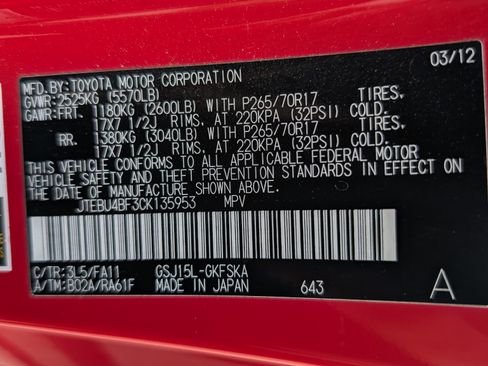 03/12
MFD.BY:TOYOTA MOTOR CORPORATION
GVWR:2525KG (5570LB)
GAWR:FRT. 1180KG (2600LB) WITH P265/70R17 TIRES,
17X7 1/2J RIMS. AT 220KPA (32PSI) COLD.
RR. 1380KG (3040LB) WITH P265/70R17 TIRES,
17X7 1/2J RIMS. AT 220KPA (32PSI) COLD.
THIS VEHICLE CONFORMS TO ALL APPLICABLE FEDERAL MOTOR
VEHICLE SAFETY AND THEFT PREVENTION STANDARDS IN EFFECT ON
THE DATE OF MANUFACTURE SHOWN ABOVE.
JTEBU4BF3CK135953 MPV
C/TR:3L5/FA11 GSJ15L-GKFSKA
A/TM:B02A/RA61F MADE IN JAPAN 643 A